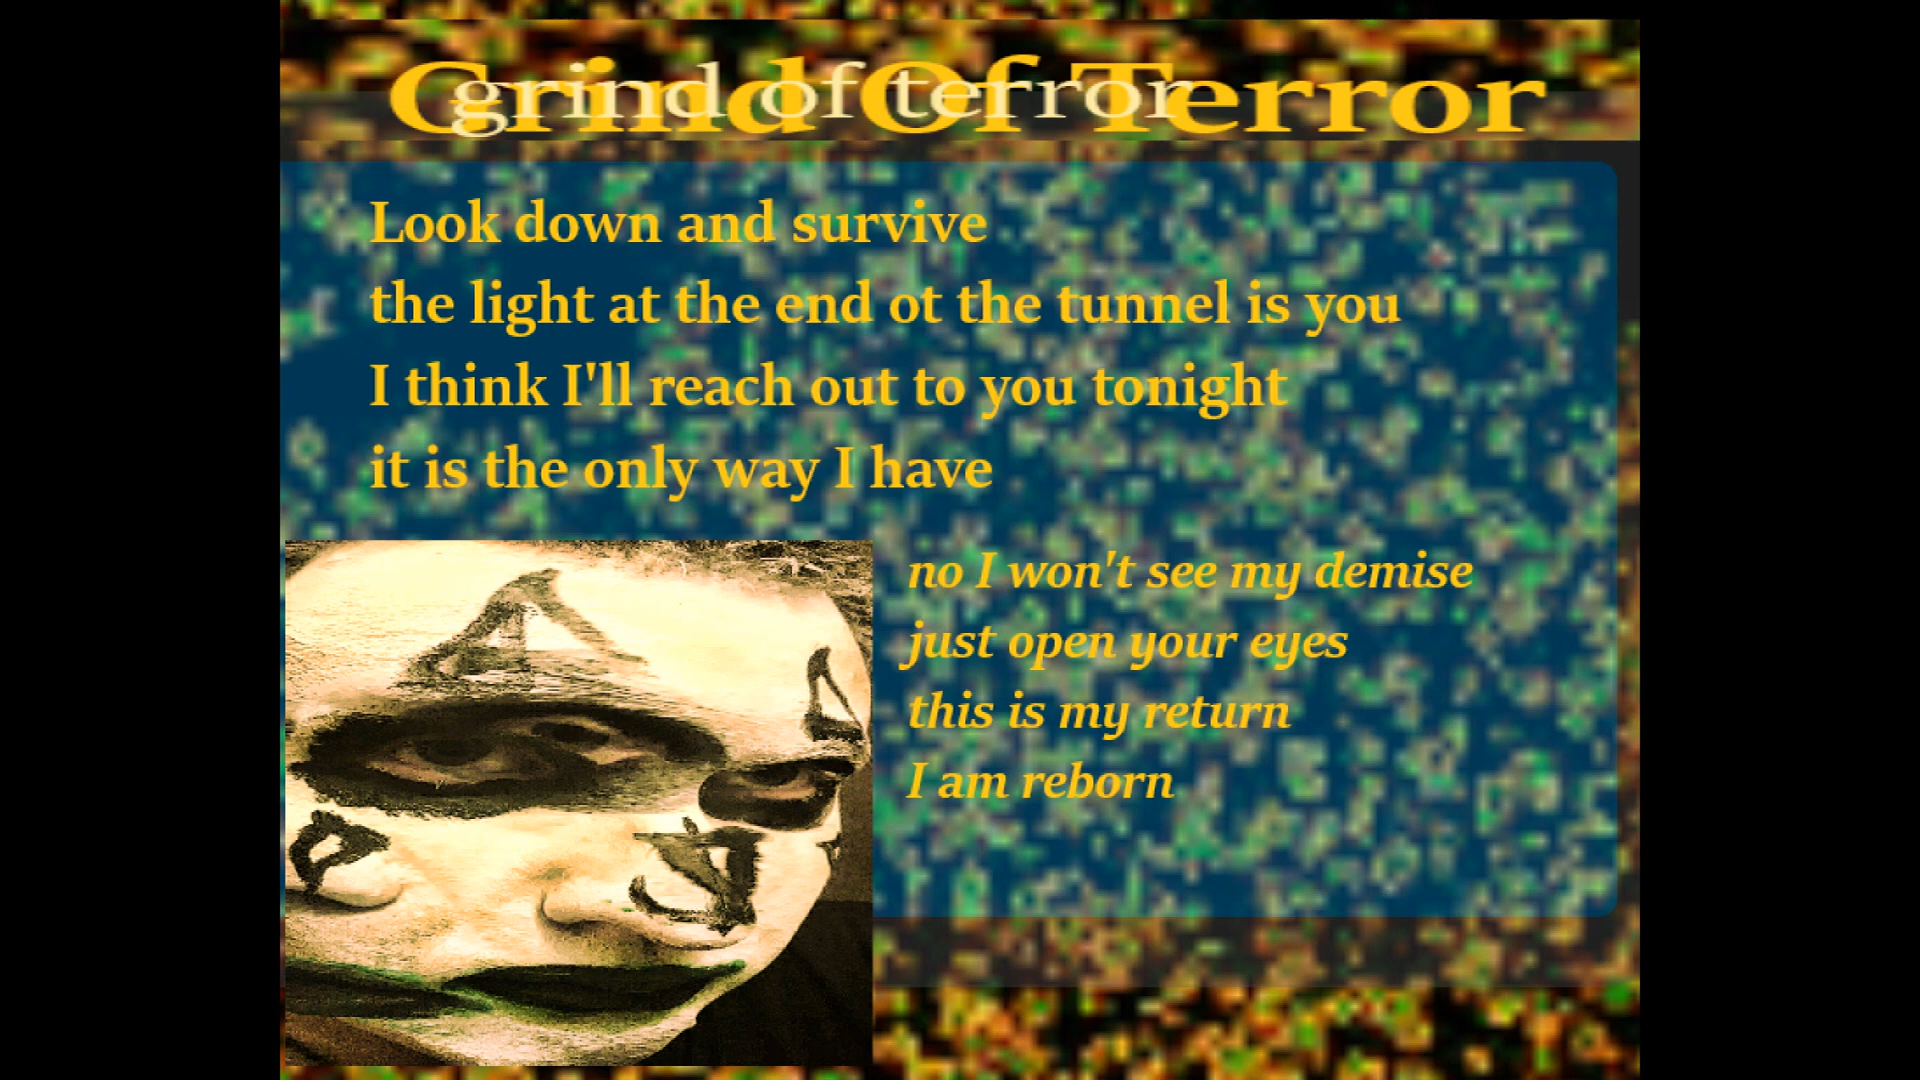 Grind Of Terror
grind of terror
Look down and survive
the light at the end ot the tunnel is you
I think I'll reach out to you tonight
it is the only way I have
no I won't see my demise
just open your eyes
this is my return
I am reborn